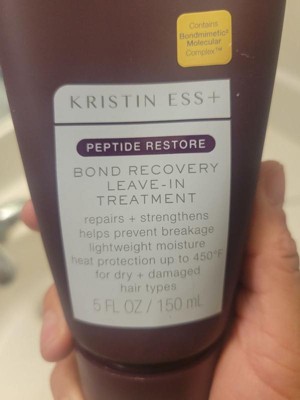 Contains
Bondmimetic
Molecular
Complex™
KRISTIN ESS+
PEPTIDE RESTORE
BOND RECOVERY
LEAVE-IN
TREATMENT
repairs + strengthens
helps prevent breakage
lightweight moisture
heat protection up to 450°F
for dry + damaged
hair types
5 FL OZ / 150 mL